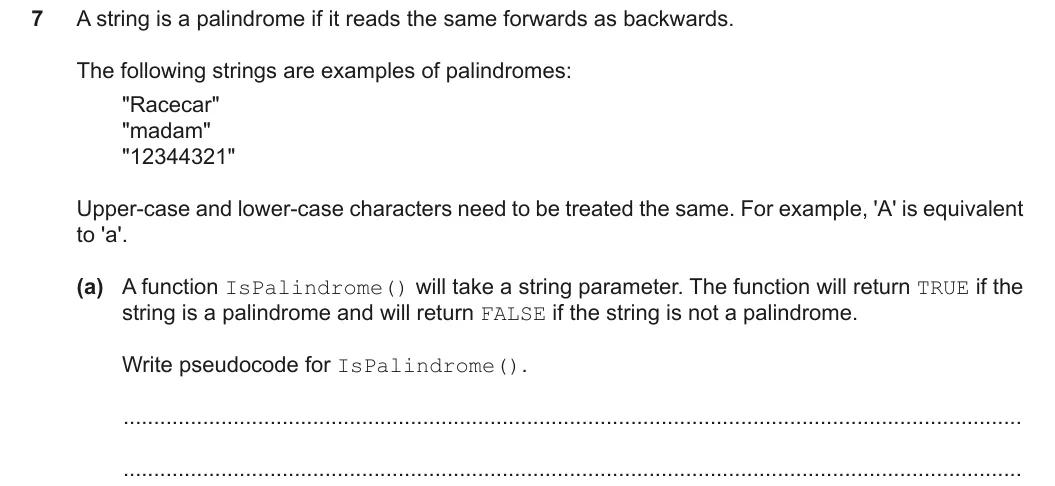 7 A string is a palindrome if it reads the same forwards as backwards.
The following strings are examples of palindromes:
"Racecar"
"madam"
"12344321"
Upper-case and lower-case characters need to be treated the same. For example, 'A' is equivalent
to 'a'.
(a) A function IsPalindrome() will take a string parameter. The function will return TRUE if the
string is a palindrome and will return FALSE if the string is not a palindrome.
Write pseudocode for IsPalindrome().